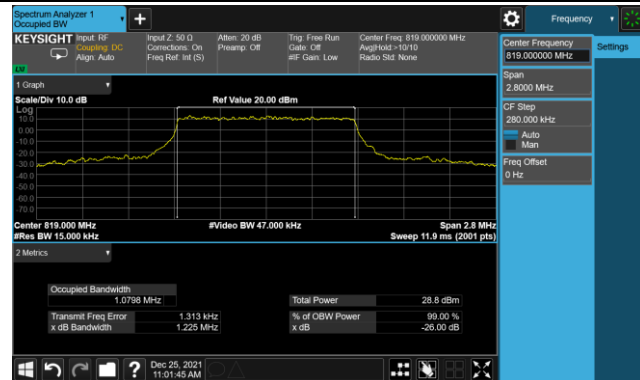 Spectrum Analyzer 1
Occupied BW
Frequency
KEYSIGHT
Input: RF
Coupling: DC
Align: Auto
Input Z: 50 Ω
Corrections: On
Freq Ref: Int (S)
Atten: 20 dB
Preamp: Off
Trig: Free Run
Gate: Off
#IF Gain: Low
Center Freq: 819.000000 MHz
Avg|Hold:>10/10
Radio Std: None
Center Frequency
819.000000 MHz
Settings
Span
2.8000 MHz
CF Step
280.000 kHz
Auto
Man
Freq Offset
0 Hz
1 Graph
Scale/Div 10.0 dB
Ref Value 20.00 dBm
Log
10.0
0.00
-10.0
-20.0
-30.0
-40.0
-50.0
-60.0
-70.0
Center 819.000 MHz
#Video BW 47.000 kHz
Span 2.8 MHz
#Res BW 15.000 kHz
Sweep 11.9 ms (2001 pts)
2 Metrics
Occupied Bandwidth
1.0798 MHz
Total Power 28.8 dBm
Transmit Freq Error 1.313 kHz
% of OBW Power 99.00 %
x dB Bandwidth 1.225 MHz
x dB -26.00 dB
?
Dec 25, 2021
11:01:45 AM